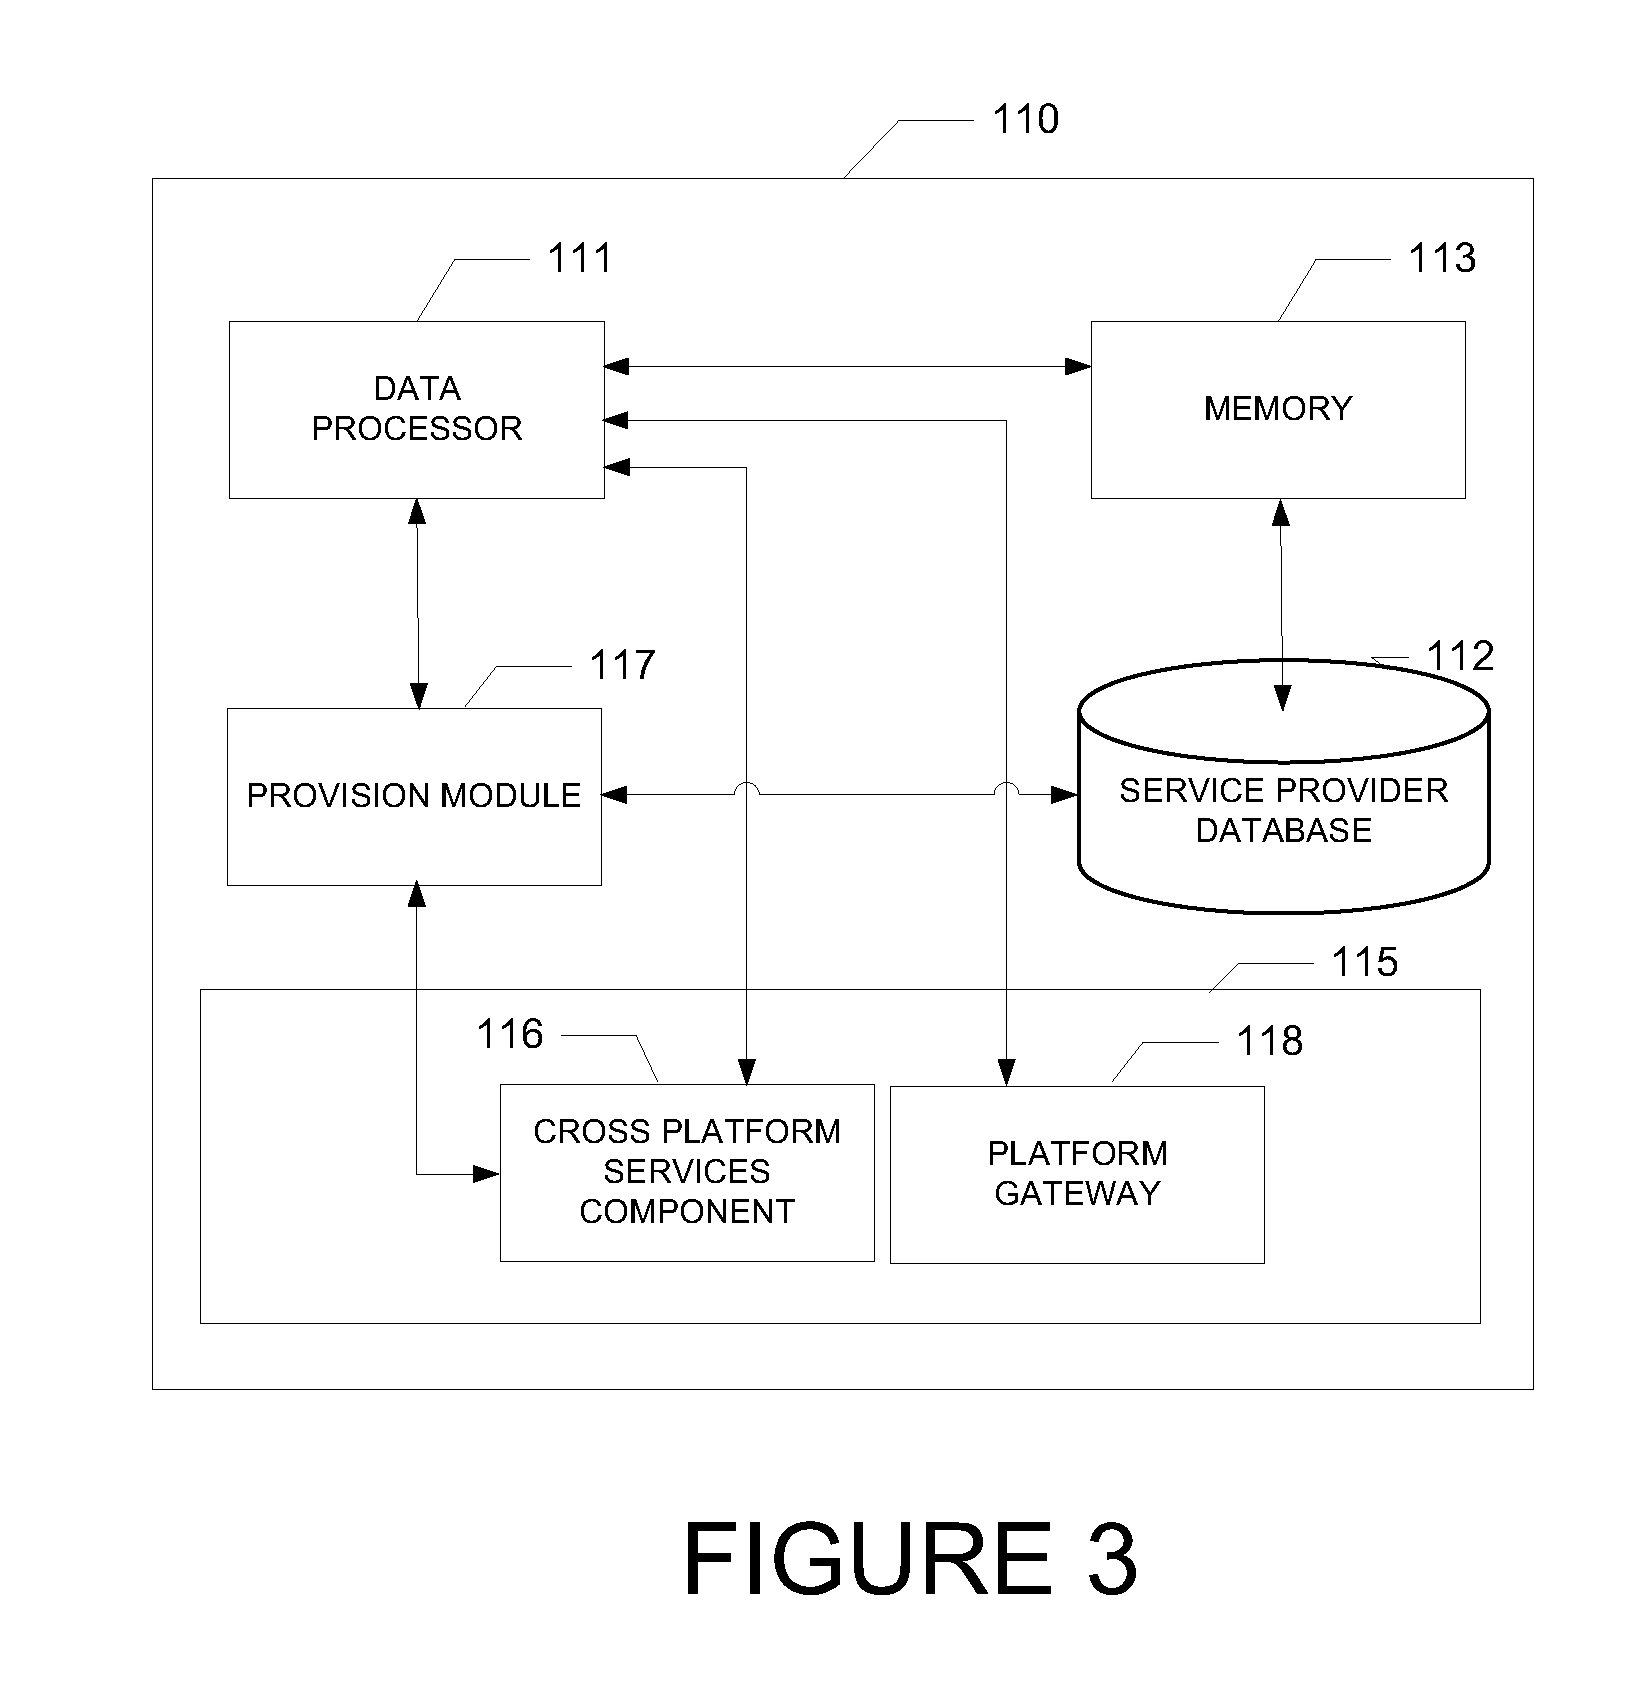 110
111
113
DATA
PROCESSOR
MEMORY
117
112
PROVISION MODULE
SERVICE PROVIDER
DATABASE
115
116
118
CROSS PLATFORM
SERVICES
COMPONENT
PLATFORM
GATEWAY
FIGURE 3